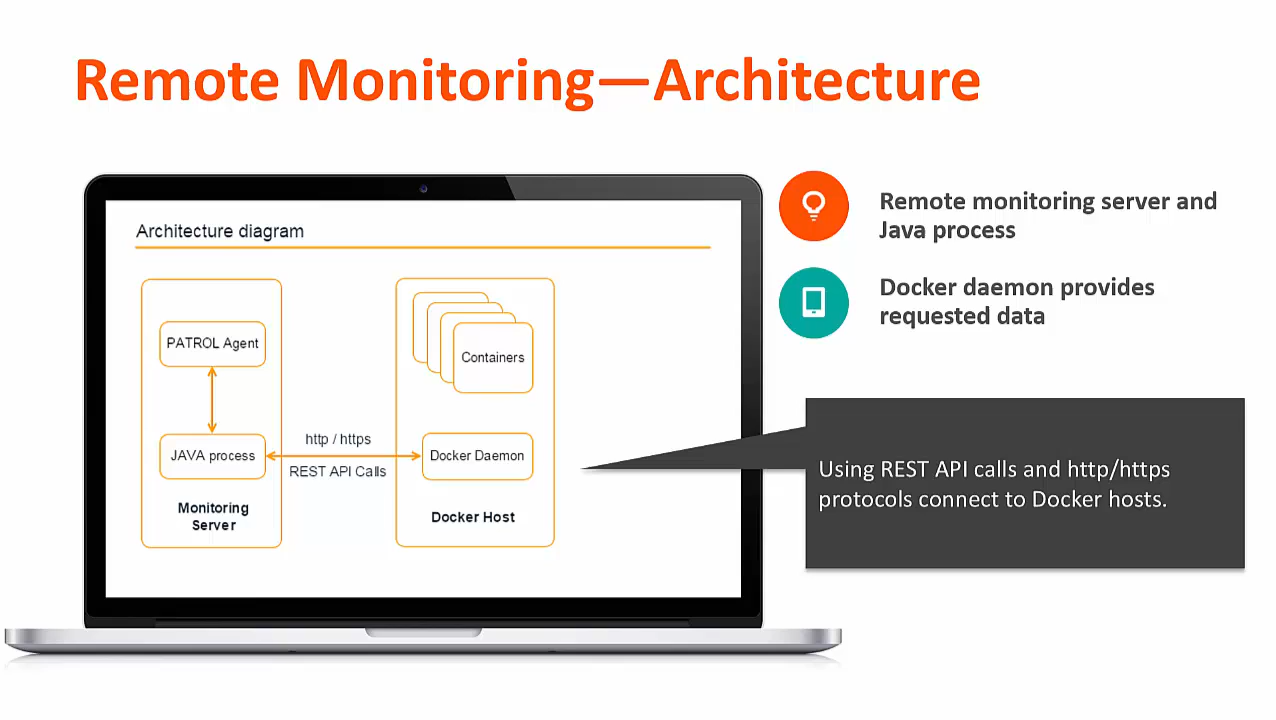 Remote Monitoring—Architecture
Architecture diagram
PATROL Agent
JAVA process
Monitoring
Server
http / https
REST API Calls
Containers
Docker Daemon
Docker Host
Remote monitoring server and
Java process
Docker daemon provides
requested data
Using REST API calls and http/https
protocols connect to Docker hosts.